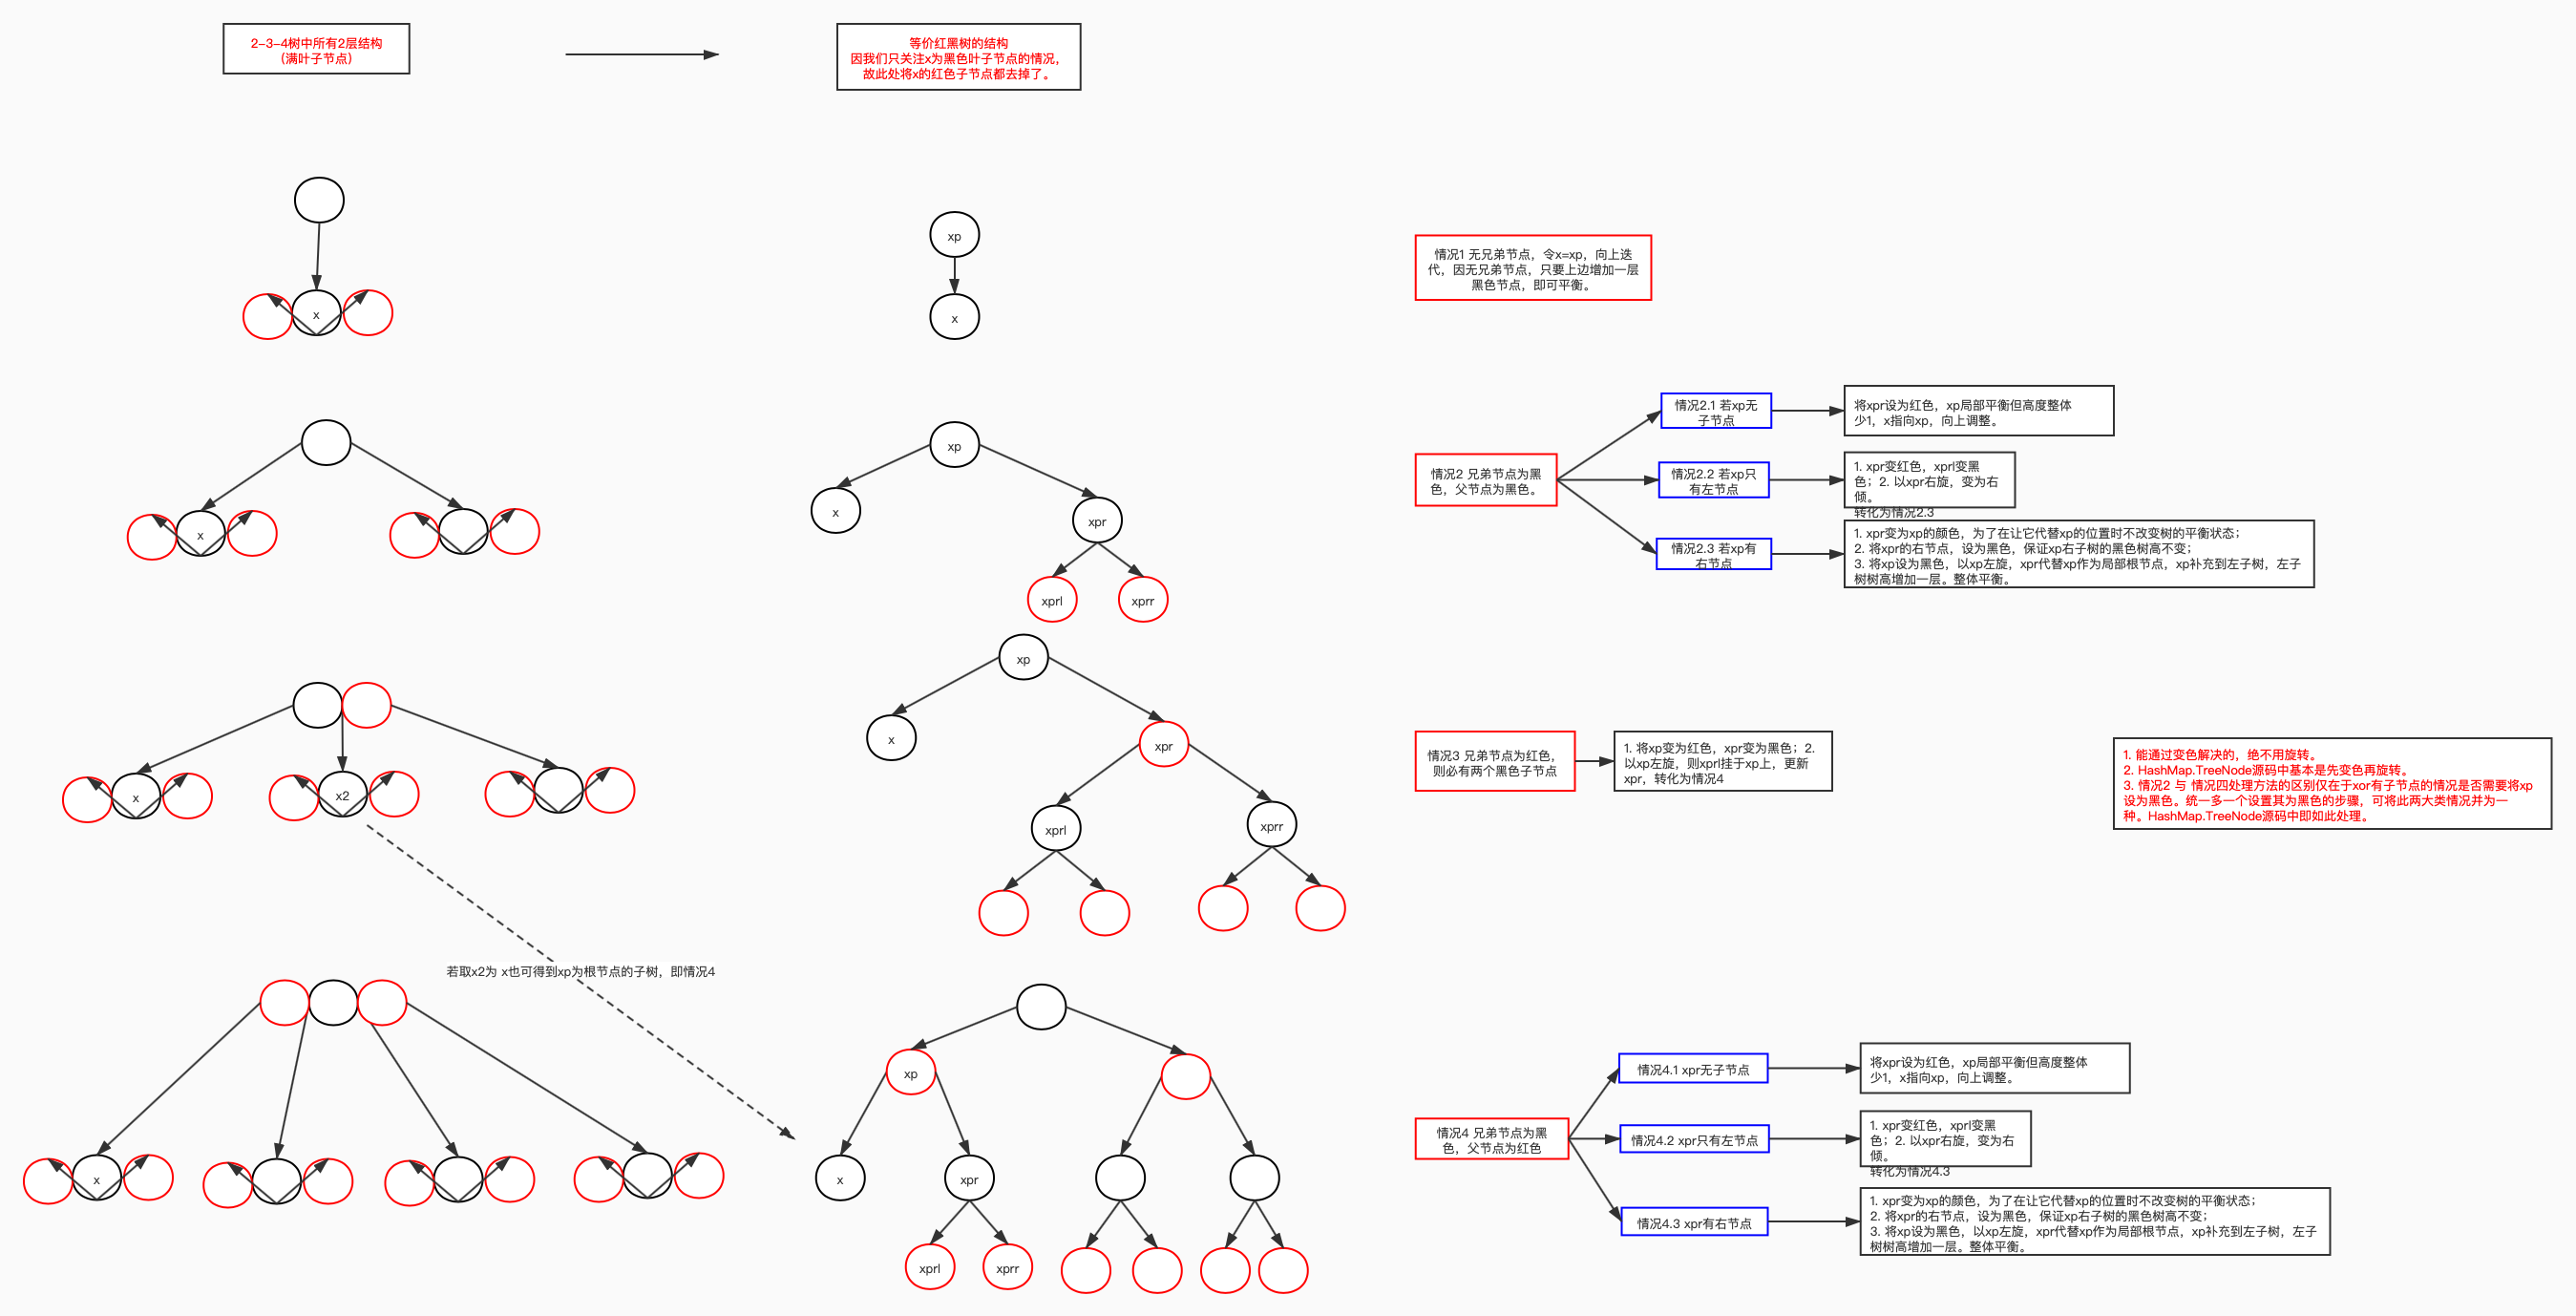 2-3-4树中所有2层结构
(满叶子节点)
等价红黑树的结构
因我们只关注x为黑色叶子节点的情况，
故此处将x的红色子节点都去掉了。
x
xp
x
情况1 无兄弟节点，令x=xp，向上迭
代，因无兄弟节点，只要上边增加一层
黑色节点，即可平衡。
x
xp
x
xpr
xprl
xprr
情况2 兄弟节点为黑
色，父节点为黑色。
情况2.1 若xp无
子节点
将xpr设为红色，xp局部平衡但高度整体
少1，x指向xp，向上调整。
情况2.2 若xp只
有左节点
1. xpr变红色，xprl变黑
色；2. 以xpr右旋，变为右
倾。
转化为情况2.3
情况2.3 若xp有
右节点
1. xpr变为xp的颜色，为了在让它代替xp的位置时不改变树的平衡状态；
2. 将xpr的右节点，设为黑色，保证xp右子树的黑色树高不变；
3. 将xp设为黑色，以xp左旋，xpr代替xp作为局部根节点，xp补充到左子树，左子
树树高增加一层。整体平衡。
x
x2
xp
x
xpr
xprl
xprr
情况3 兄弟节点为红色，
则必有两个黑色子节点
1. 将xp变为红色，xpr变为黑色；2.
以xp左旋，则xprl挂于xp上，更新
xpr，转化为情况4
1. 能通过变色解决的，绝不用旋转。
2. HashMap.TreeNode源码中基本是先变色再旋转。
3. 情况2 与 情况四处理方法的区别仅在于xor有子节点的情况是否需要将xp
设为黑色。统一多一个设置其为黑色的步骤，可将此两大类情况并为一
种。HashMap.TreeNode源码中即如此处理。
若取x2为 x也可得到xp为根节点的子树，即情况4
x
xp
x
xpr
xprl
xprr
情况4 兄弟节点为黑
色，父节点为红色
情况4.1 xpr无子节点
将xpr设为红色，xp局部平衡但高度整体
少1，x指向xp，向上调整。
情况4.2 xpr只有左节点
1. xpr变红色，xprl变黑
色；2. 以xpr右旋，变为右
倾。
转化为情况4.3
情况4.3 xpr有右节点
1. xpr变为xp的颜色，为了在让它代替xp的位置时不改变树的平衡状态；
2. 将xpr的右节点，设为黑色，保证xp右子树的黑色树高不变；
3. 将xp设为黑色，以xp左旋，xpr代替xp作为局部根节点，xp补充到左子树，左子
树树高增加一层。整体平衡。